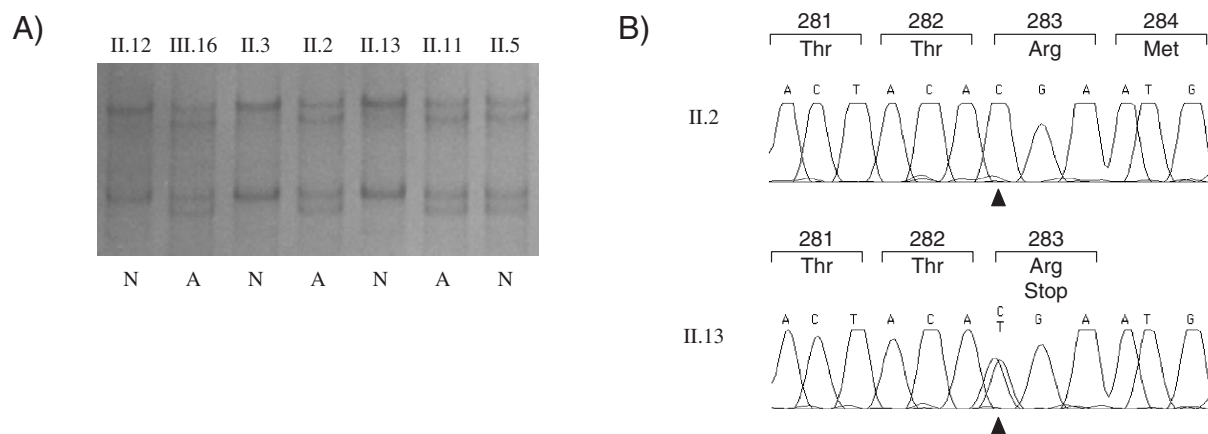 A)
II.12 III.16 II.3 II.2 II.13 II.11 II.5
N A N A N A N
B)
281 282 283 284
Thr Thr Arg Met
A C T A C A C G A A T G
II.2
281 282 283
Thr Thr Arg
Stop
C
A C T A C A T G A A T G
II.13